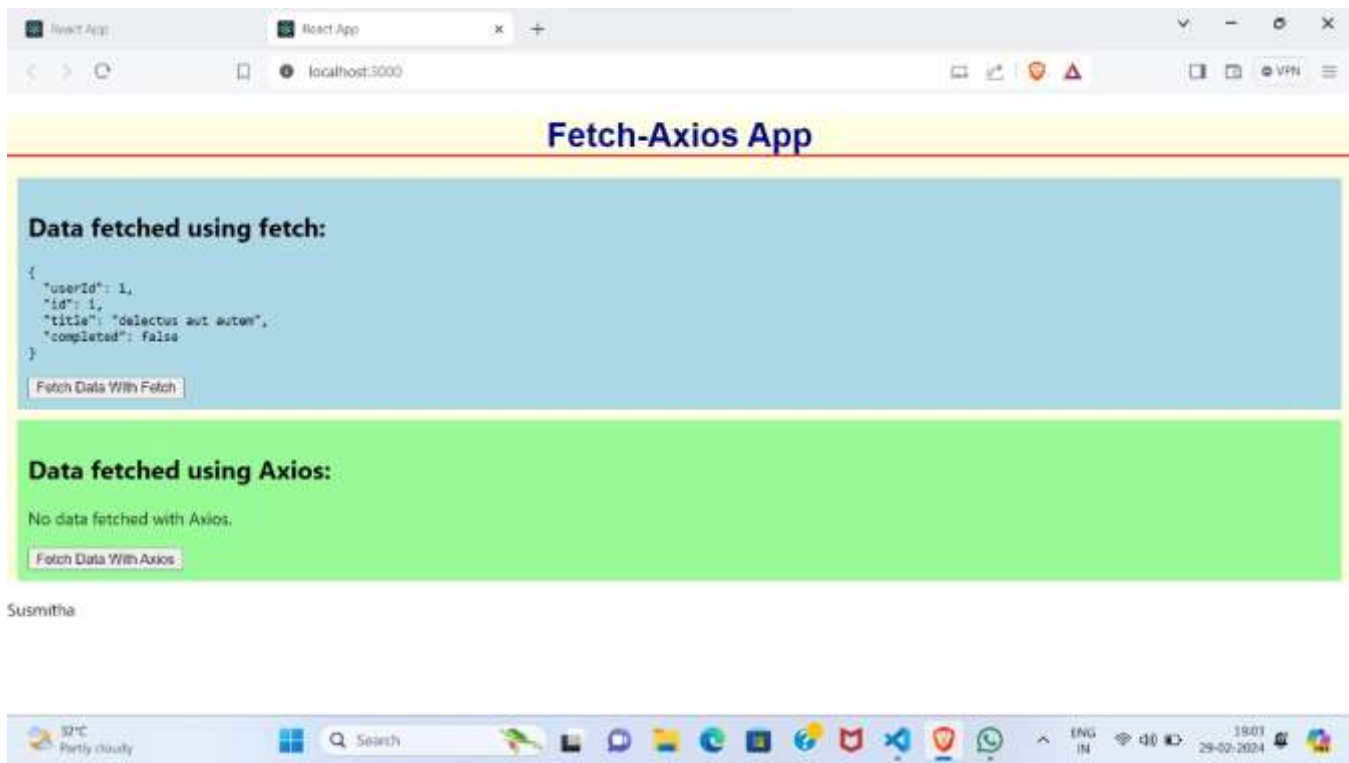 React App
React App
localhost:3000
VPN
Fetch-Axios App
Data fetched using fetch:
{
"userId": 1,
"id": 1,
"title": "delectus aut autem",
"completed": false
}
Fetch Data With Fetch
Data fetched using Axios:
No data fetched with Axios.
Fetch Data With Axios
Susmitha
32°C
Partly cloudy
Search
ENG
IN
19:03
29-02-2024